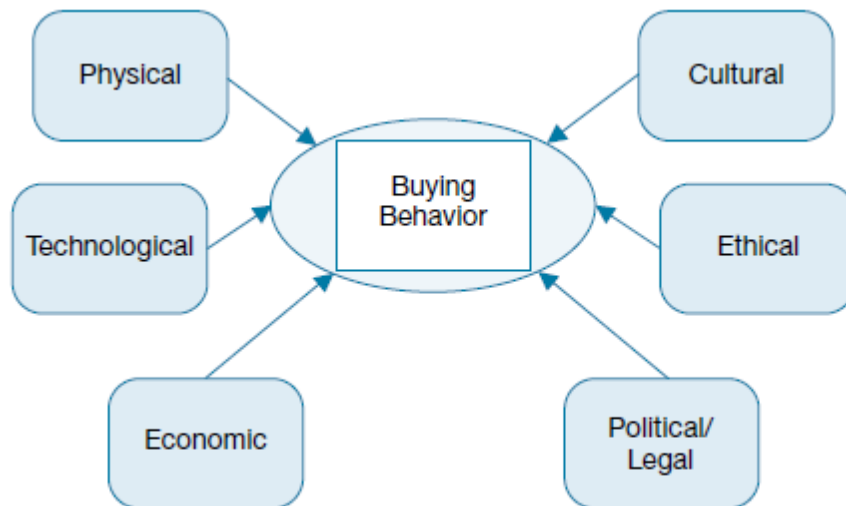 Physical
Cultural
Buying
Behavior
Technological
Ethical
Economic
Political/
Legal